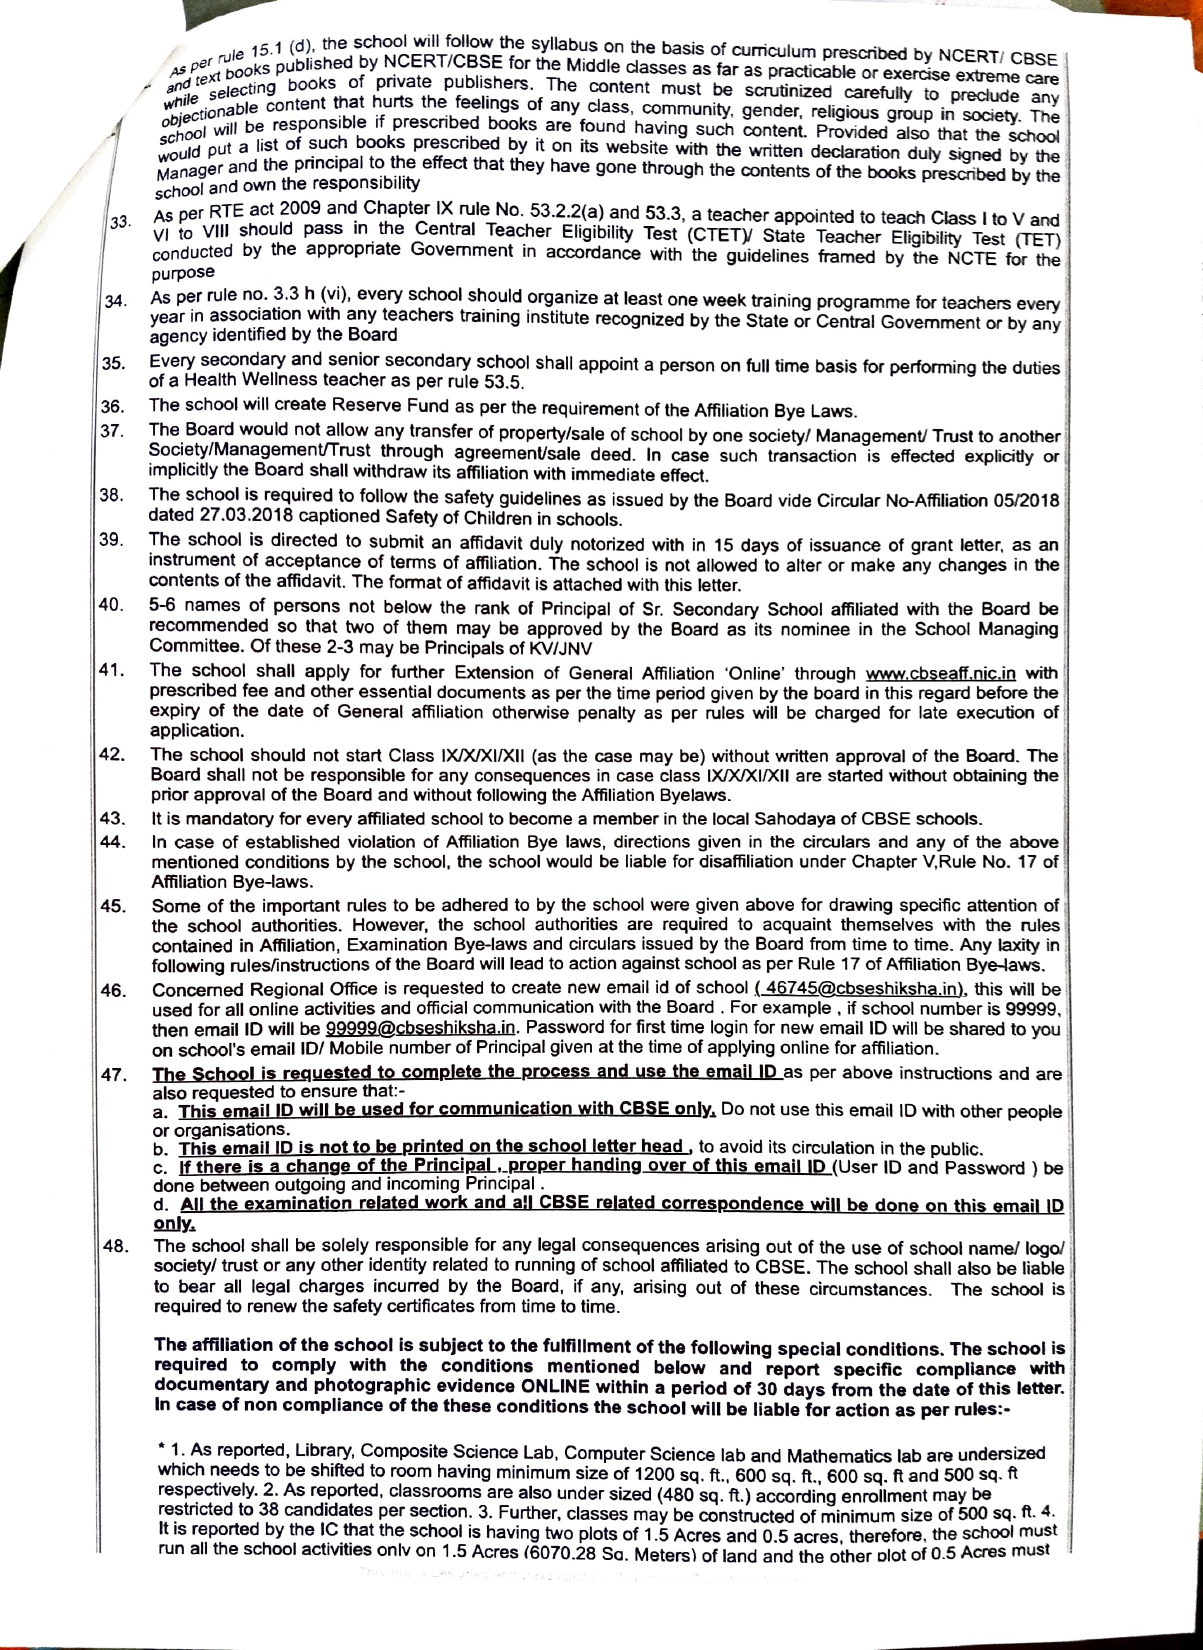 As per rule 15.1 (d), the school will follow the syllabus on the basis of curriculum prescribed by NCERT/ CBSE
and text books published by NCERT/CBSE for the Middle classes as far as practicable or exercise extreme care
while selecting books of private publishers. The content must be scrutinized carefully to preclude any
objectionable content that hurts the feelings of any class, community, gender, religious group in society. The
school will be responsible if prescribed books are found having such content. Provided also that the school
would put a list of such books prescribed by it on its website with the written declaration duly signed by the
Manager and the principal to the effect that they have gone through the contents of the books prescribed by the
school and own the responsibility
33. As per RTE act 2009 and Chapter IX rule No. 53.2.2(a) and 53.3, a teacher appointed to teach Class I to V and
VI to VIII should pass in the Central Teacher Eligibility Test (CTET)/ State Teacher Eligibility Test (TET)
conducted by the appropriate Government in accordance with the guidelines framed by the NCTE for the
purpose
34. As per rule no. 3.3 h (vi), every school should organize at least one week training programme for teachers every
year in association with any teachers training institute recognized by the State or Central Government or by any
agency identified by the Board
35. Every secondary and senior secondary school shall appoint a person on full time basis for performing the duties
of a Health Wellness teacher as per rule 53.5.
36. The school will create Reserve Fund as per the requirement of the Affiliation Bye Laws.
37. The Board would not allow any transfer of property/sale of school by one society/ Management/ Trust to another
Society/Management/Trust through agreement/sale deed. In case such transaction is effected explicitly or
implicitly the Board shall withdraw its affiliation with immediate effect.
38. The school is required to follow the safety guidelines as issued by the Board vide Circular No-Affiliation 05/2018
dated 27.03.2018 captioned Safety of Children in schools.
39. The school is directed to submit an affidavit duly notorized with in 15 days of issuance of grant letter, as an
instrument of acceptance of terms of affiliation. The school is not allowed to alter or make any changes in the
contents of the affidavit. The format of affidavit is attached with this letter.
40. 5-6 names of persons not below the rank of Principal of Sr. Secondary School affiliated with the Board be
recommended so that two of them may be approved by the Board as its nominee in the School Managing
Committee. Of these 2-3 may be Principals of KV/JNV
41. The school shall apply for further Extension of General Affiliation ‘Online’ through www.cbseaff.nic.in with
prescribed fee and other essential documents as per the time period given by the board in this regard before the
expiry of the date of General affiliation otherwise penalty as per rules will be charged for late execution of
application.
42. The school should not start Class IX/X/XI/XII (as the case may be) without written approval of the Board. The
Board shall not be responsible for any consequences in case class IX/X/XI/XII are started without obtaining the
prior approval of the Board and without following the Affiliation Byelaws.
43. It is mandatory for every affiliated school to become a member in the local Sahodaya of CBSE schools.
44. In case of established violation of Affiliation Bye laws, directions given in the circulars and any of the above
mentioned conditions by the school, the school would be liable for disaffiliation under Chapter V,Rule No. 17 of
Affiliation Bye-laws.
45. Some of the important rules to be adhered to by the school were given above for drawing specific attention of
the school authorities. However, the school authorities are required to acquaint themselves with the rules
contained in Affiliation, Examination Bye-laws and circulars issued by the Board from time to time. Any laxity in
following rules/instructions of the Board will lead to action against school as per Rule 17 of Affiliation Bye-laws.
46. Concerned Regional Office is requested to create new email id of school ( 46745@cbseshiksha.in), this will be
used for all online activities and official communication with the Board . For example , if school number is 99999,
then email ID will be 99999@cbseshiksha.in. Password for first time login for new email ID will be shared to you
on school's email ID/ Mobile number of Principal given at the time of applying online for affiliation.
47. The School is requested to complete the process and use the email ID as per above instructions and are
also requested to ensure that:-
a. This email ID will be used for communication with CBSE only. Do not use this email ID with other people
or organisations.
b. This email ID is not to be printed on the school letter head , to avoid its circulation in the public.
c. If there is a change of the Principal , proper handing over of this email ID (User ID and Password ) be
done between outgoing and incoming Principal .
d. All the examination related work and all CBSE related correspondence will be done on this email ID
only.
48. The school shall be solely responsible for any legal consequences arising out of the use of school name/ logo/
society/ trust or any other identity related to running of school affiliated to CBSE. The school shall also be liable
to bear all legal charges incurred by the Board, if any, arising out of these circumstances. The school is
required to renew the safety certificates from time to time.
The affiliation of the school is subject to the fulfillment of the following special conditions. The school is
required to comply with the conditions mentioned below and report specific compliance with
documentary and photographic evidence ONLINE within a period of 30 days from the date of this letter.
In case of non compliance of the these conditions the school will be liable for action as per rules:-
* 1. As reported, Library, Composite Science Lab, Computer Science lab and Mathematics lab are undersized
which needs to be shifted to room having minimum size of 1200 sq. ft., 600 sq. ft., 600 sq. ft and 500 sq. ft
respectively. 2. As reported, classrooms are also under sized (480 sq. ft.) according enrollment may be
restricted to 38 candidates per section. 3. Further, classes may be constructed of minimum size of 500 sq. ft. 4.
It is reported by the IC that the school is having two plots of 1.5 Acres and 0.5 acres, therefore, the school must
run all the school activities only on 1.5 Acres (6070.28 Sq. Meters) of land and the other plot of 0.5 Acres must